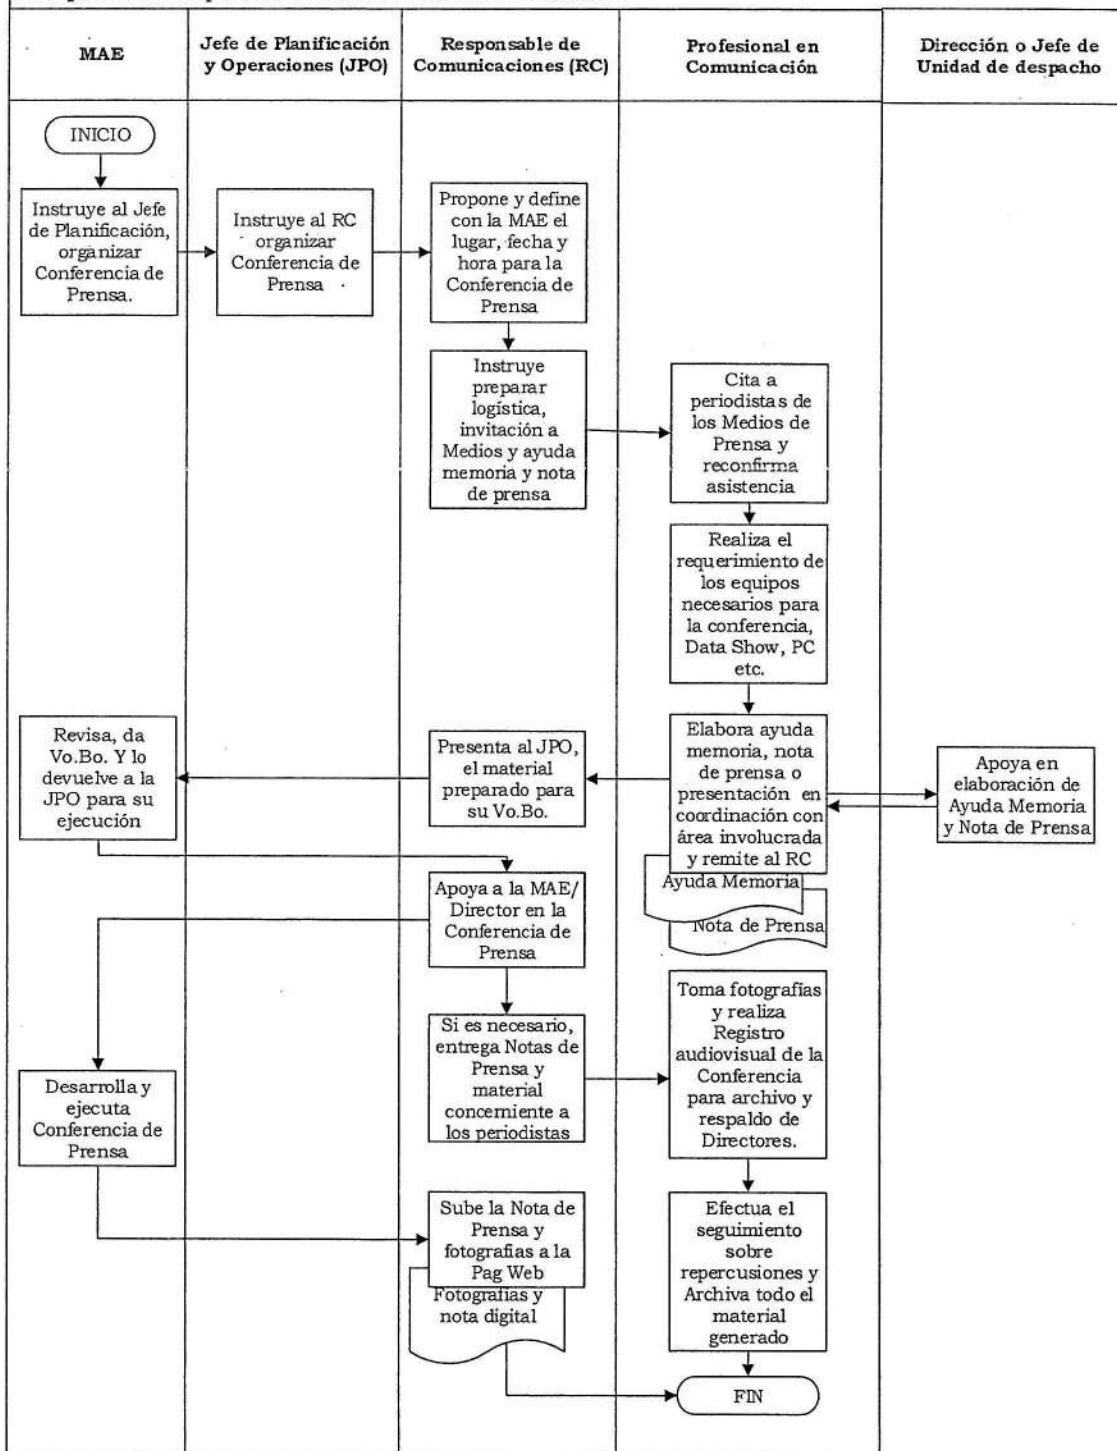 MAE
Jefe de Planificación
y Operaciones (JPO)
Responsable de
Comunicaciones (RC)
Profesional en
Comunicación
Dirección o Jefe de
Unidad de despacho
INICIO
Instruye al Jefe
de Planificación,
organizar
Conferencia de
Prensa.
Instruye al RC
organizar
Conferencia de
Prensa
Propone y define
con la MAE el
lugar, fecha y
hora para la
Conferencia de
Prensa
Instruye
preparar
logística,
invitación a
Medios y ayuda
memoria y nota
de prensa
Cita a
periodistas de
los Medios de
Prensa y
reconfirma
asistencia
Realiza el
requerimiento de
los equipos
necesarios para
la conferencia,
Data Show, PC
etc.
Elabora ayuda
memoria, nota
de prensa o
presentación en
coordinación con
área involucrada
y remite al RC
Ayuda Memoria
Nota de Prensa
Apoya en
elaboración de
Ayuda Memoria
y Nota de Prensa
Presenta al JPO,
el material
preparado para
su Vo.Bo.
Revisa, da
Vo.Bo. Y lo
devuelve a la
JPO para su
ejecución
Apoya a la MAE/
Director en la
Conferencia de
Prensa
Si es necesario,
entrega Notas de
Prensa y
material
concerniente a
los periodistas
Toma fotografías
y realiza
Registro
audiovisual de la
Conferencia
para archivo y
respaldo de
Directores.
Desarrolla y
ejecuta
Conferencia de
Prensa
Sube la Nota de
Prensa y
fotografias a la
Pag Web
Fotografías y
nota digital
Efectua el
seguimiento
sobre
repercusiones y
Archiva todo el
material
generado
FIN